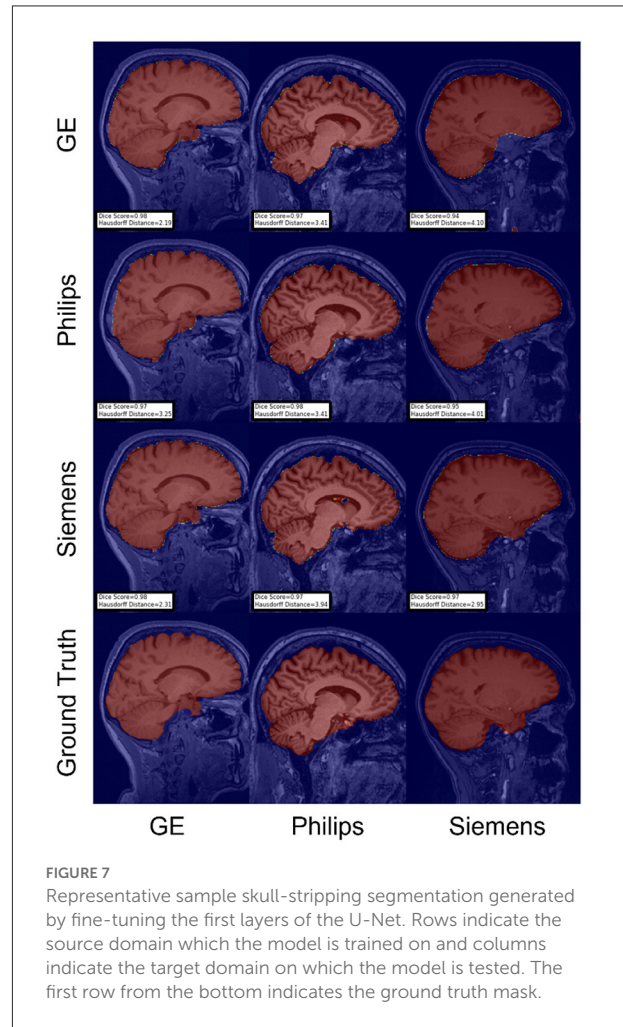 GE
Dice Score=0.98
Hausdorff Distance=2.19
Dice Score=0.97
Hausdorff Distance=3.41
Dice Score=0.94
Hausdorff Distance=4.10
Philips
Dice Score=0.97
Hausdorff Distance=3.25
Dice Score=0.98
Hausdorff Distance=3.41
Dice Score=0.95
Hausdorff Distance=4.01
Siemens
Dice Score=0.98
Hausdorff Distance=2.31
Dice Score=0.97
Hausdorff Distance=3.94
Dice Score=0.97
Hausdorff Distance=2.95
Ground Truth
GE Philips Siemens
FIGURE 7
Representative sample skull-stripping segmentation generated
by fine-tuning the first layers of the U-Net. Rows indicate the
source domain which the model is trained on and columns
indicate the target domain on which the model is tested. The
first row from the bottom indicates the ground truth mask.